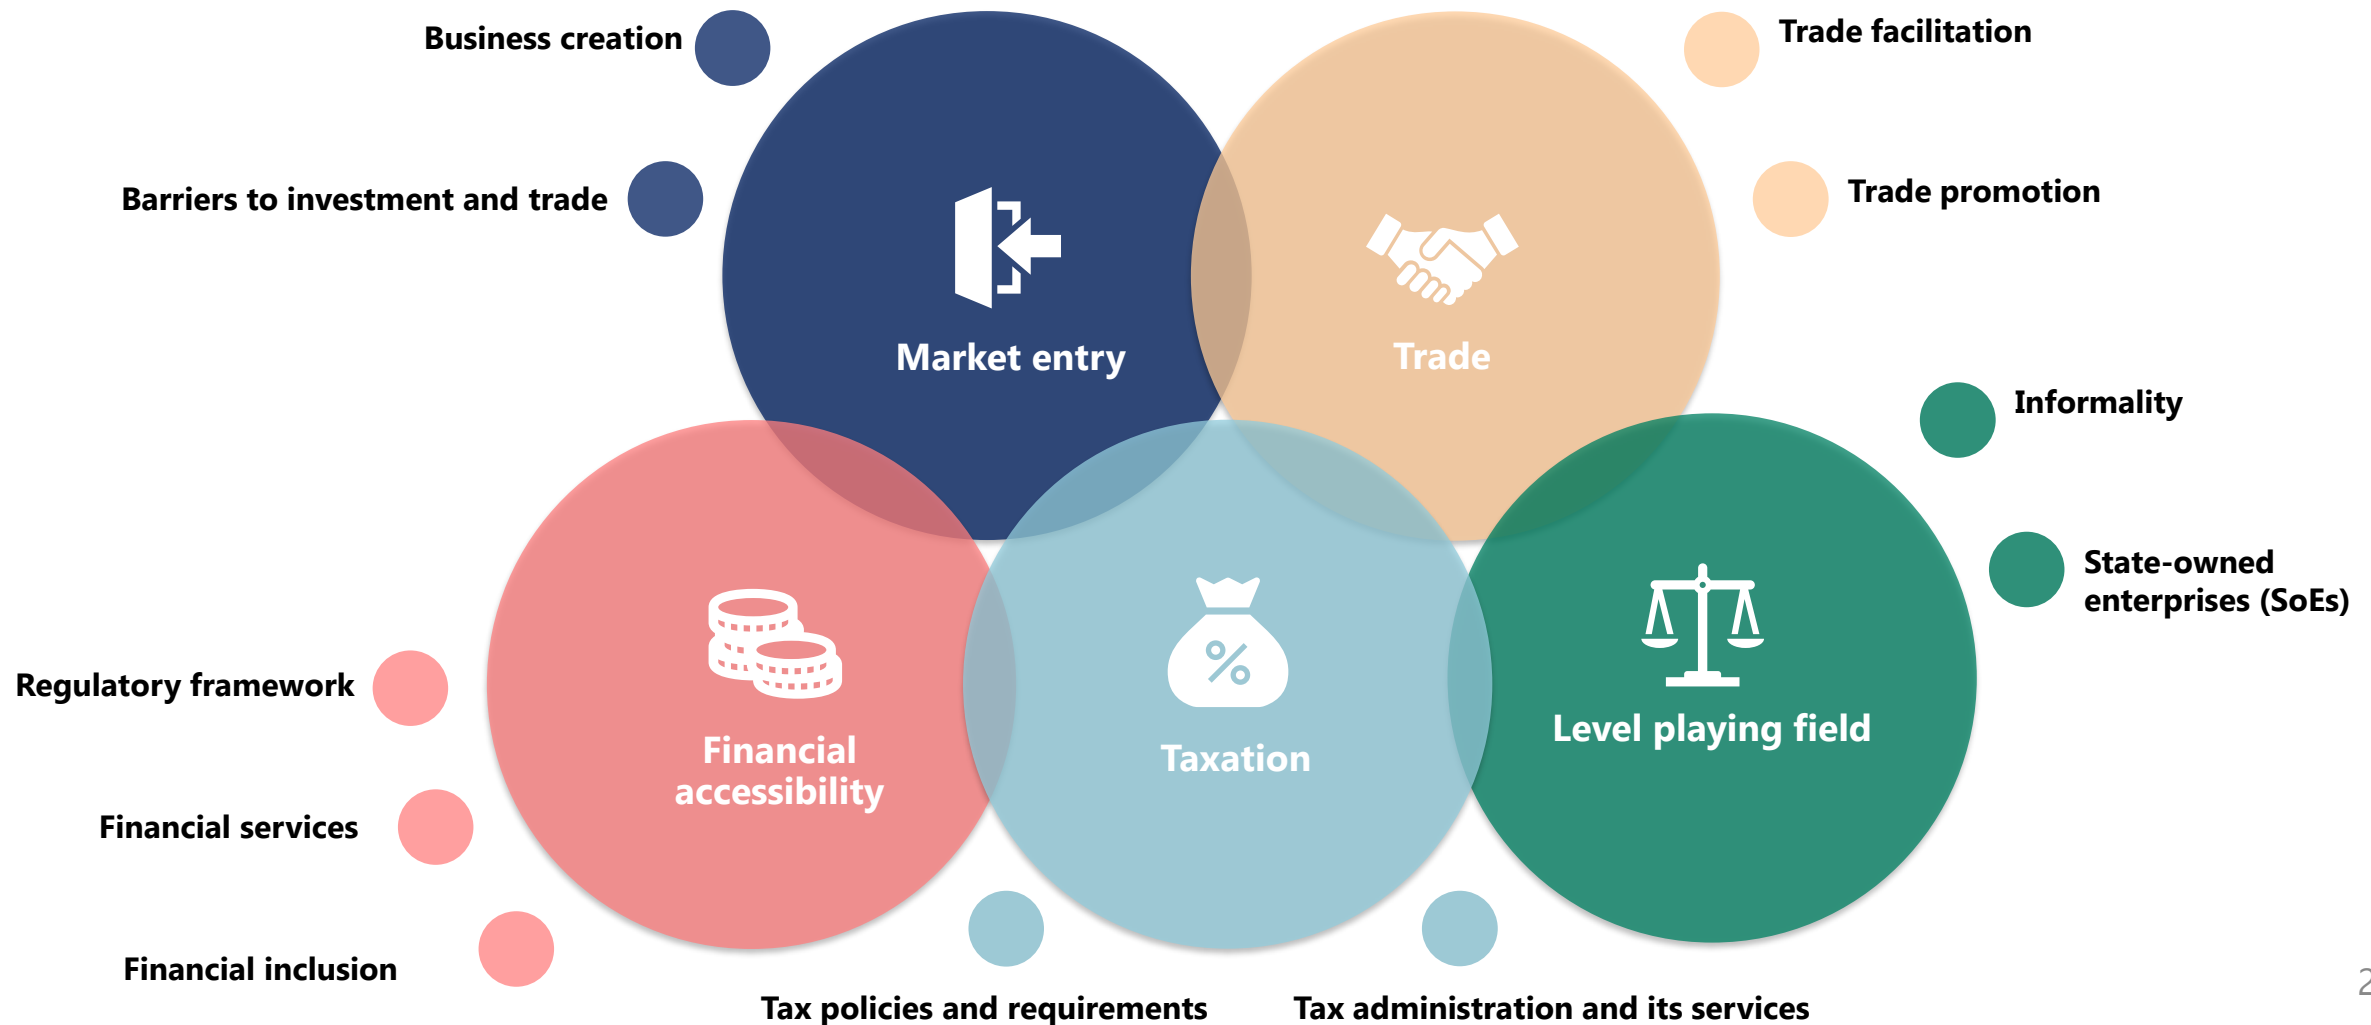 Business creation
Trade facilitation
Barriers to investment and trade
Trade promotion
Market entry
Trade
Informality
State-owned
enterprises (SoEs)
Regulatory framework
Level playing field
Financial
accessibility
Taxation
%
Financial services
Financial inclusion
Tax policies and requirements
Tax administration and its services